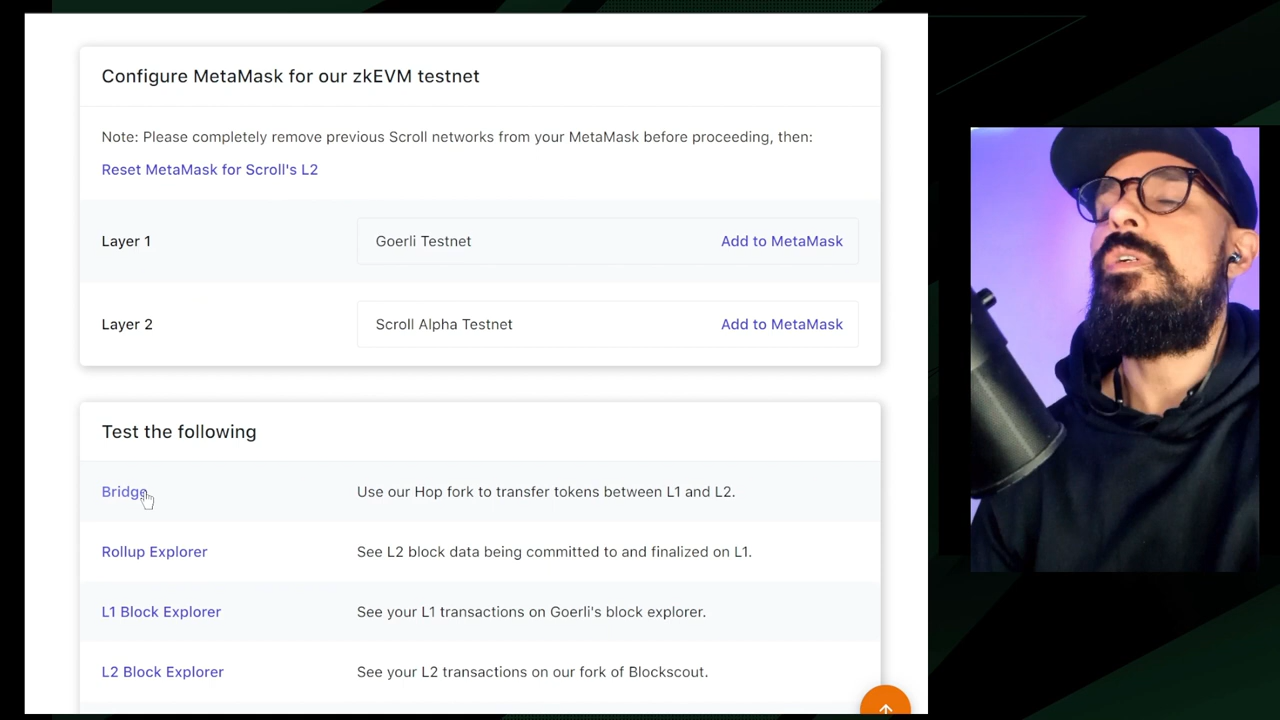 Configure MetaMask for our zkEVM testnet
Note: Please completely remove previous Scroll networks from your MetaMask before proceeding, then:
Reset MetaMask for Scroll's L2
Layer 1 Goerli Testnet Add to MetaMask
Layer 2 Scroll Alpha Testnet Add to MetaMask
Test the following
Bridge Use our Hop fork to transfer tokens between L1 and L2.
Rollup Explorer See L2 block data being committed to and finalized on L1.
L1 Block Explorer See your L1 transactions on Goerli's block explorer.
L2 Block Explorer See your L2 transactions on our fork of Blockscout.